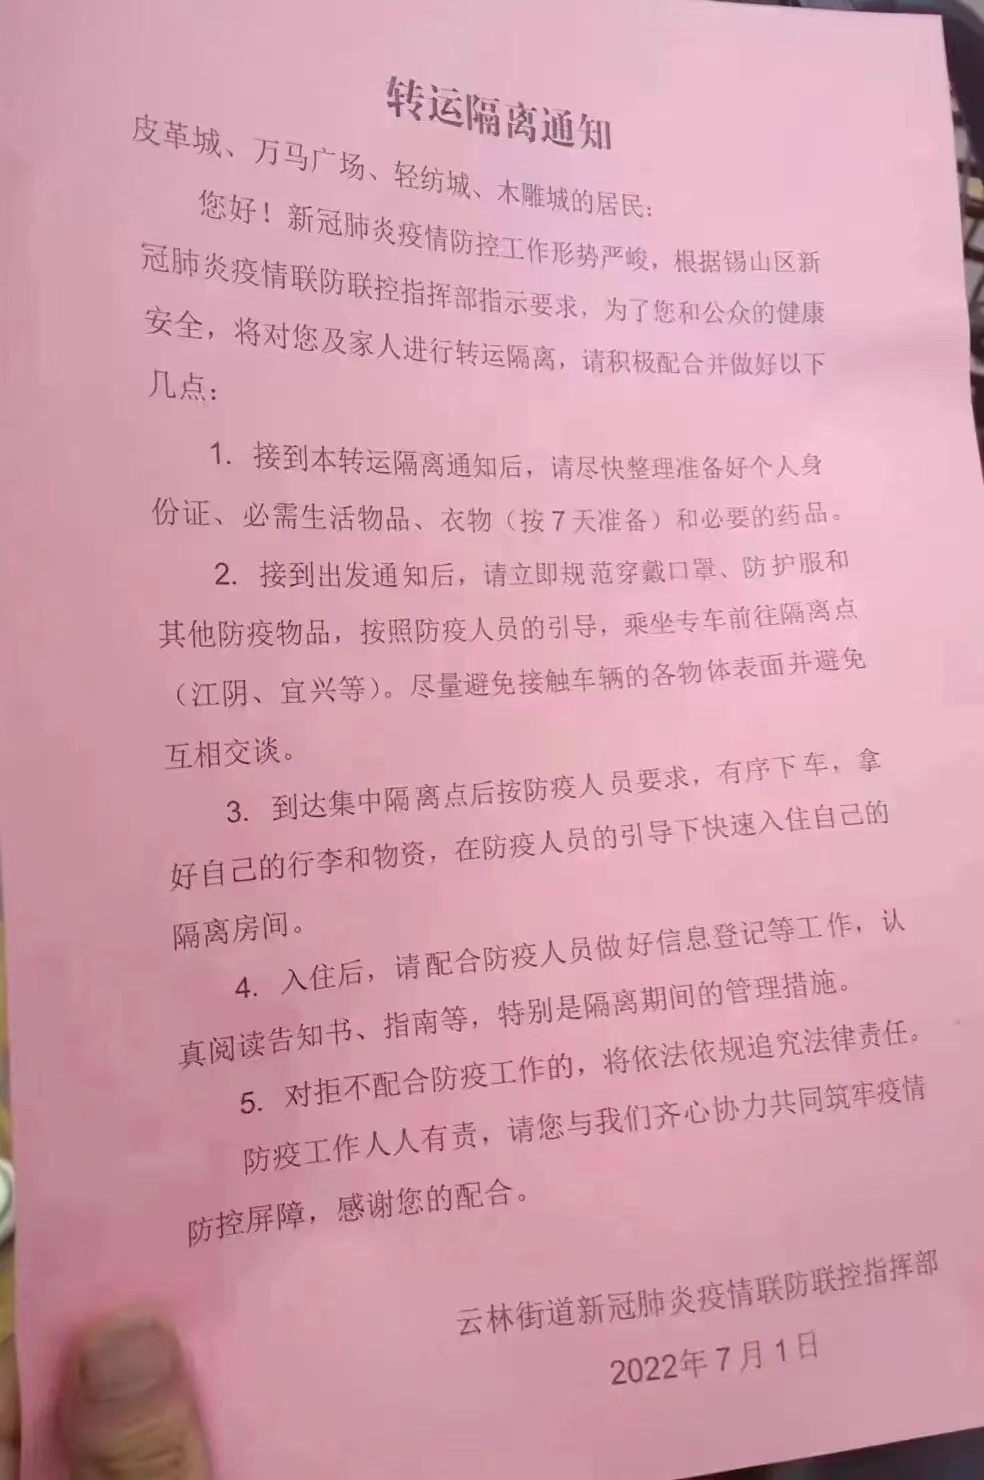 转运隔离通知
皮革城、万马广场、轻纺城、木雕城的居民：
您好！新冠肺炎疫情防控工作形势严峻，根据锡山区新
冠肺炎疫情联防联控指挥部指示要求，为了您和公众的健康
安全，将对您及家人进行转运隔离，请积极配合并做好以下
几点：
1. 接到本转运隔离通知后，请尽快整理准备好个人身
份证、必需生活物品、衣物（按7天准备）和必要的药品。
2. 接到出发通知后，请立即规范穿戴口罩、防护服和
其他防疫物品，按照防疫人员的引导，乘坐专车前往隔离点
（江阴、宜兴等）。尽量避免接触车辆的各物体表面并避免
互相交谈。
3. 到达集中隔离点后按防疫人员要求，有序下车，拿
好自己的行李和物资，在防疫人员的引导下快速入住自己的
隔离房间。
4. 入住后，请配合防疫人员做好信息登记等工作，认
真阅读告知书、指南等，特别是隔离期间的管理措施。
5. 对拒不配合防疫工作的，将依法依规追究法律责任。
防疫工作人人有责，请您与我们齐心协力共同筑牢疫情
防控屏障，感谢您的配合。
云林街道新冠肺炎疫情联防联控指挥部
2022年7月1日